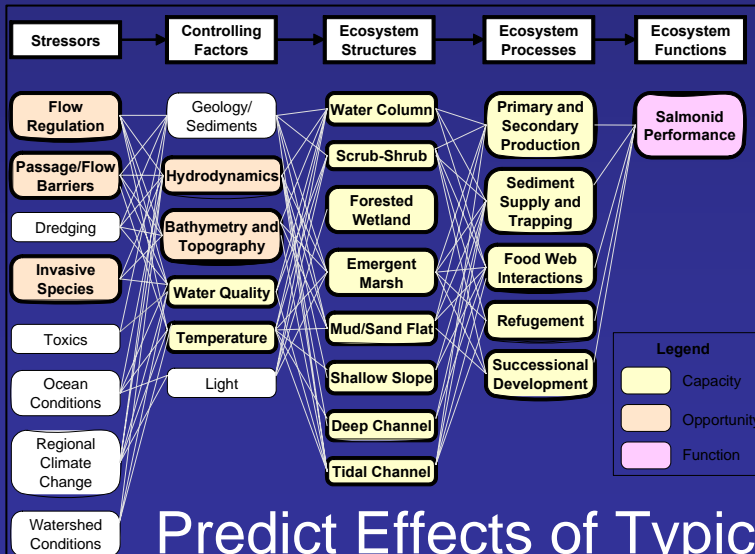 Stressors
Controlling
Factors
Ecosystem
Structures
Ecosystem
Processes
Ecosystem
Functions
Flow
Regulation
Passage/Flow
Barriers
Dredging
Invasive
Species
Toxics
Ocean
Conditions
Regional
Climate
Change
Watershed
Conditions
Geology/
Sediments
Hydrodynamics
Bathymetry and
Topography
Water Quality
Temperature
Light
Water Column
Scrub-Shrub
Forested
Wetland
Emergent
Marsh
Mud/Sand Flat
Shallow Slope
Deep Channel
Tidal Channel
Primary and
Secondary
Production
Sediment
Supply and
Trapping
Food Web
Interactions
Refugement
Successional
Development
Salmonid
Performance
Legend
Capacity
Opportunity
Function
Predict Effects of Typic